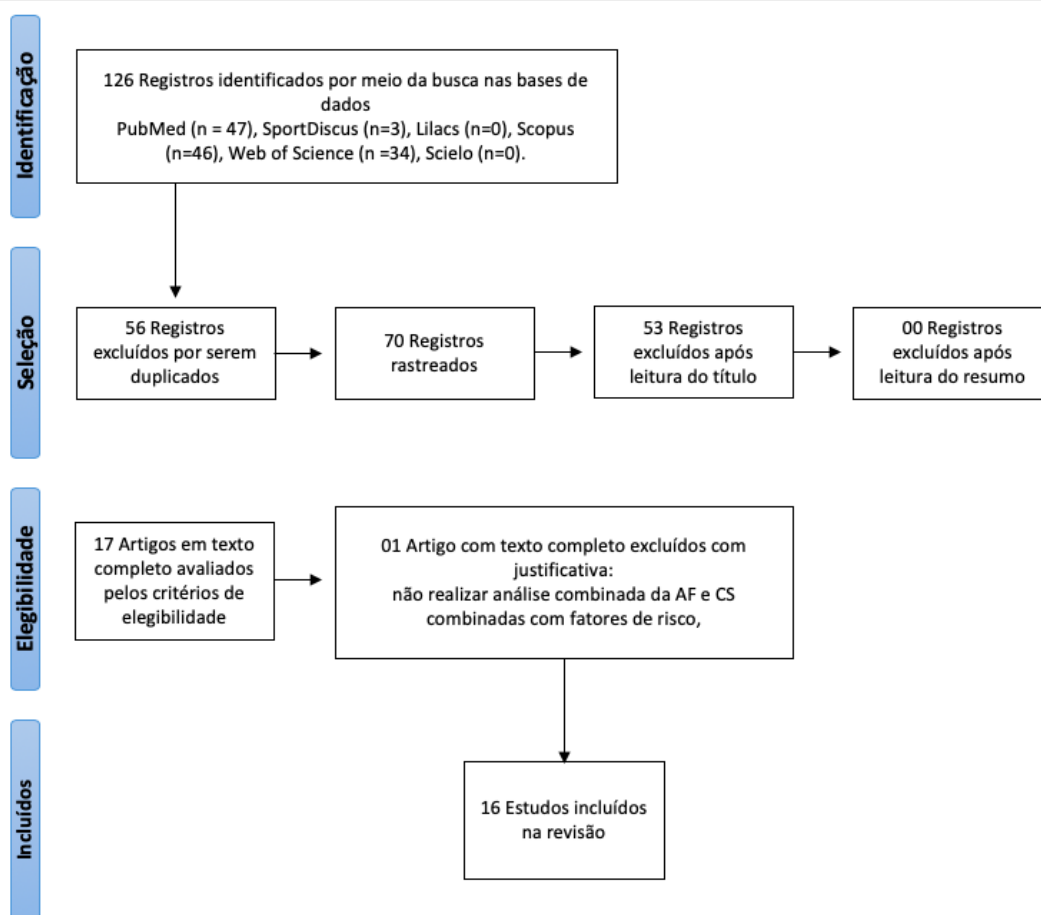 Identificação
126 Registros identificados por meio da busca nas bases de
dados
PubMed (n = 47), SportDiscus (n=3), Lilacs (n=0), Scopus
(n=46), Web of Science (n =34), Scielo (n=0).
Seleção
56 Registros
excluídos por serem
duplicados
70 Registros
rastreados
53 Registros
excluídos após
leitura do título
00 Registros
excluídos após
leitura do resumo
Elegibilidade
17 Artigos em texto
completo avaliados
pelos critérios de
elegibilidade
01 Artigo com texto completo excluídos com
justificativa:
não realizar análise combinada da AF e CS
combinadas com fatores de risco,
Incluídos
16 Estudos incluídos
na revisão